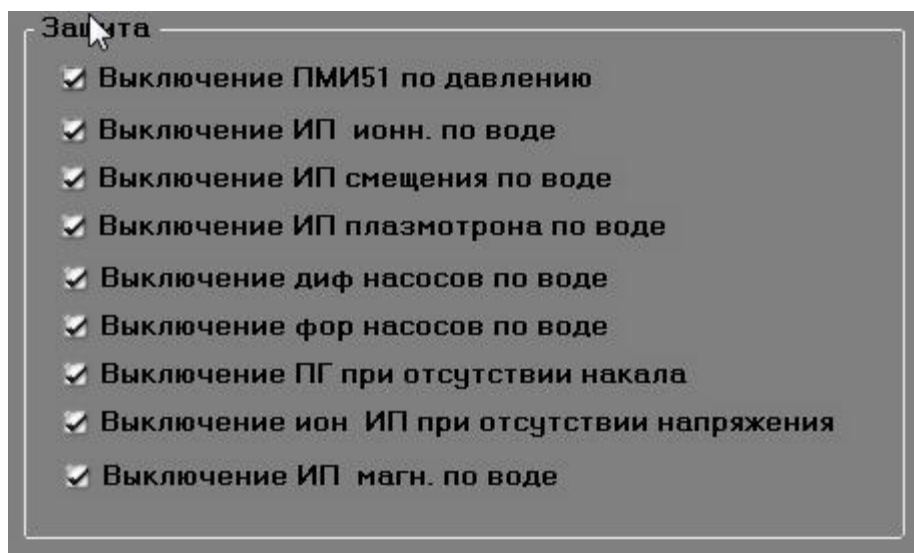 Защита
Выключение ПМИ51 по давлению
Выключение ИП ионн. по воде
Выключение ИП смещения по воде
Выключение ИП плазмотрона по воде
Выключение диф насосов по воде
Выключение фор насосов по воде
Выключение ПГ при отсутствии накала
Выключение ион ИП при отсутствии напряжения
Выключение ИП магн. по воде